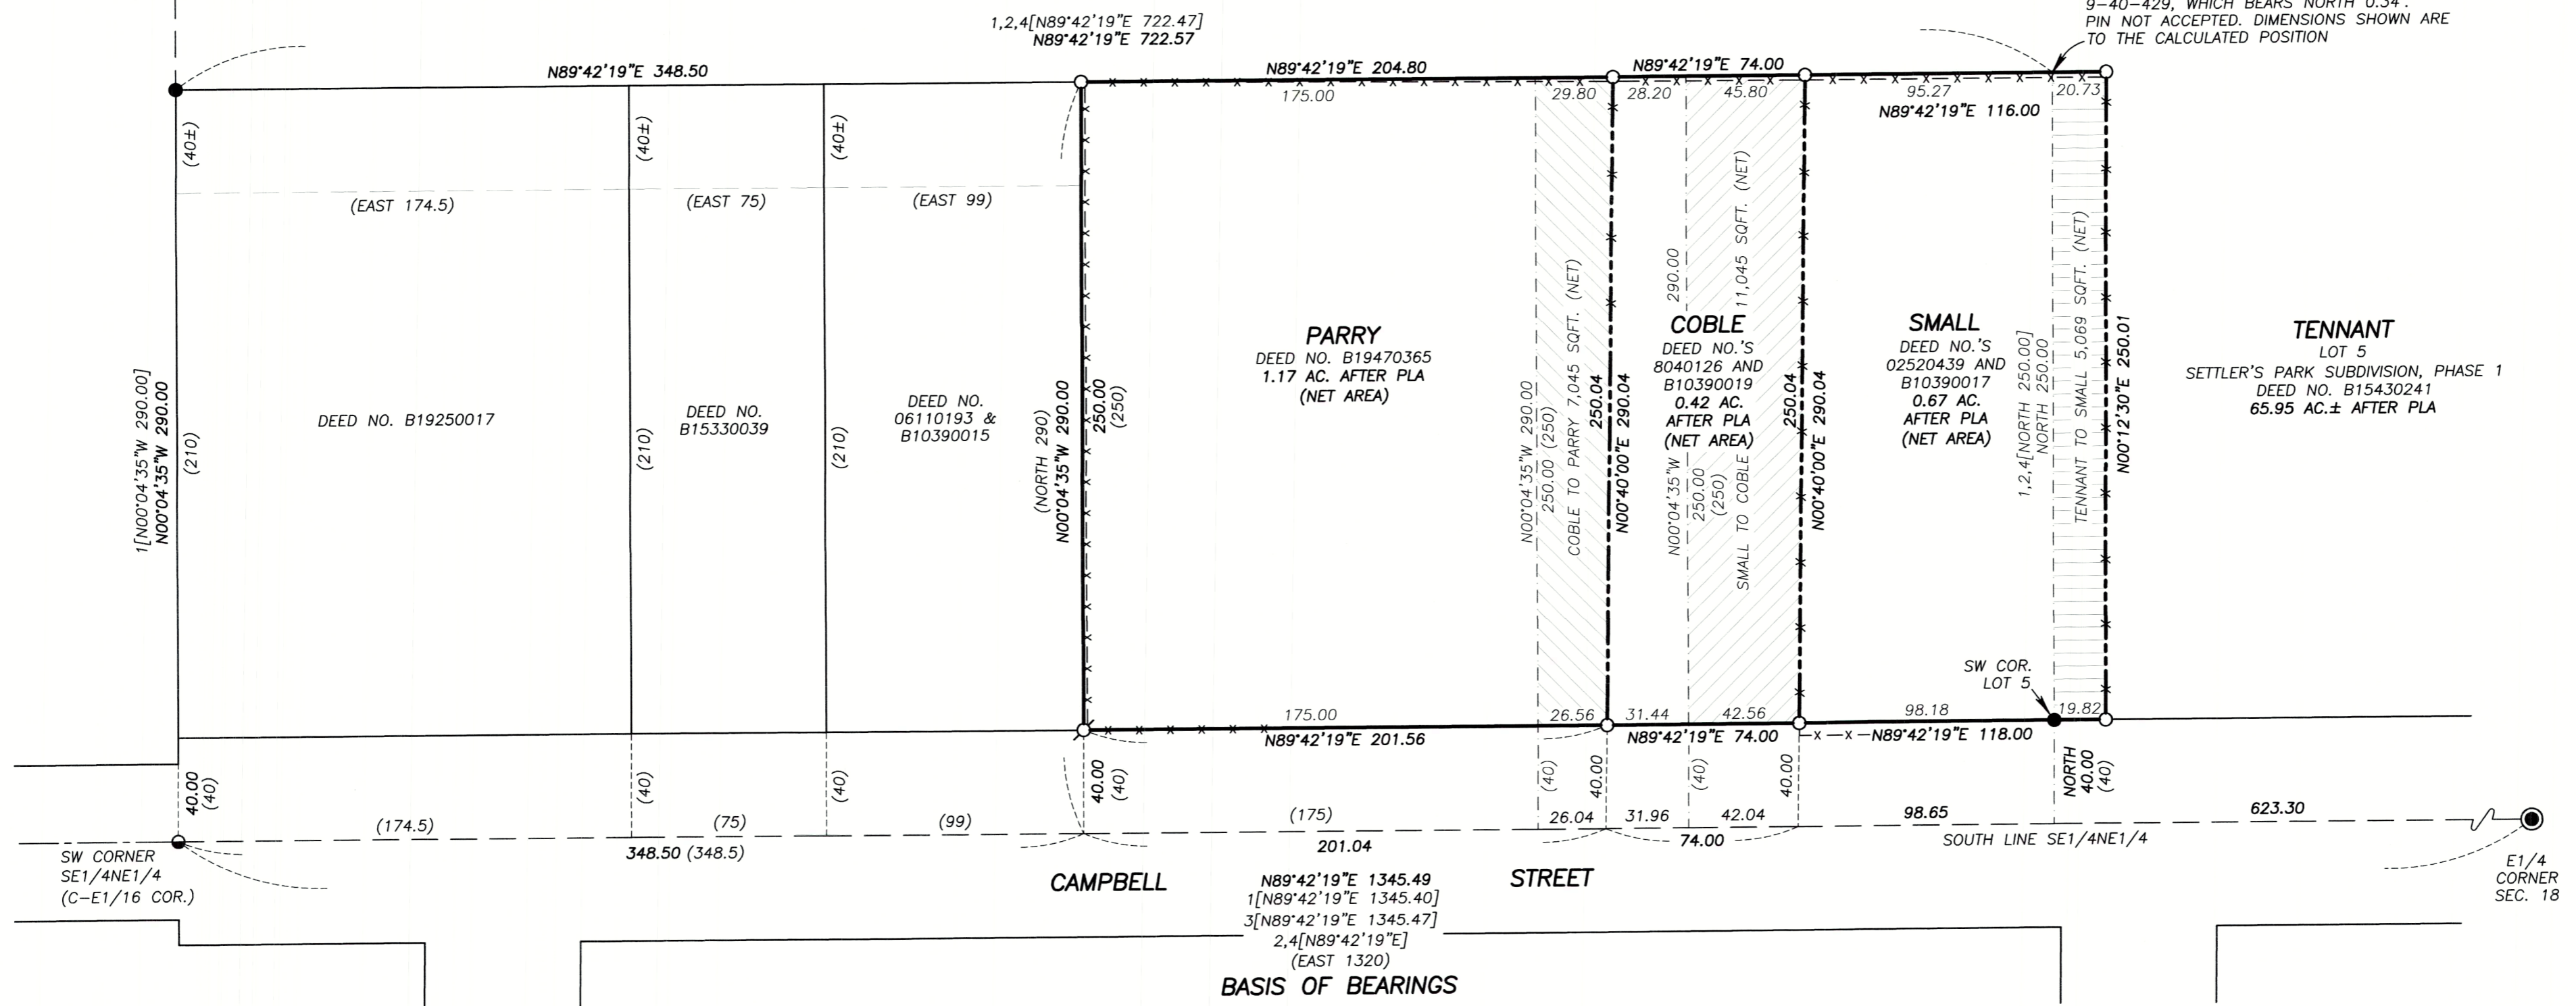 1,2,4[N89°42'19"E 722.47]
N89°42'19"E 722.57
9-40-429, WHICH BEARS NORTH 0.34'.
PIN NOT ACCEPTED. DIMENSIONS SHOWN ARE
TO THE CALCULATED POSITION
N89°42'19"E 348.50
N89°42'19"E 204.80
N89°42'19"E 74.00
175.00
29.80
28.20
45.80
95.27
20.73
N89°42'19"E 116.00
(40±)
(40±)
(40±)
(EAST 174.5)
(EAST 75)
(EAST 99)
1[N00°04'35"W 290.00]
N00°04'35"W 290.00
(210)
DEED NO. B19250017
(210)
DEED NO.
B15330039
(210)
DEED NO.
06110193 &
B10390015
(NORTH 290)
N00°04'35"W 290.00
250.00
(250)
PARRY
DEED NO. B19470365
1.17 AC. AFTER PLA
(NET AREA)
N00°04'35"W 290.00
250.00 (250)
COBLE TO PARRY 7,045 SQFT. (NET)
250.04
N00°40'00"E 290.04
COBLE
DEED NO.'S
8040126 AND
B10390019
0.42 AC.
AFTER PLA
(NET AREA)
N00°04'35"W 290.00
250.00
(250)
SMALL TO COBLE 11,045 SQFT. (NET)
250.04
N00°40'00"E 290.04
SMALL
DEED NO.'S
02520439 AND
B10390017
0.67 AC.
AFTER PLA
(NET AREA)
1,2,4[NORTH 250.00]
NORTH 250.00
TENNANT TO SMALL 5,069 SQFT. (NET)
N00°12'30"E 250.01
TENNANT
LOT 5
SETTLER'S PARK SUBDIVISION, PHASE 1
DEED NO. B15430241
65.95 AC.± AFTER PLA
SW COR.
LOT 5
175.00
26.56
31.44
42.56
98.18
19.82
N89°42'19"E 201.56
N89°42'19"E 74.00
N89°42'19"E 118.00
40.00
(40)
(40)
(40)
40.00
(40)
(40)
40.00
(40)
40.00
NORTH
40.00
(40)
(174.5)
(75)
(99)
(175)
26.04
31.96
42.04
98.65
623.30
348.50 (348.5)
201.04
74.00
SOUTH LINE SE1/4NE1/4
SW CORNER
SE1/4NE1/4
(C-E1/16 COR.)
E1/4
CORNER
SEC. 18
CAMPBELL STREET
N89°42'19"E 1345.49
1[N89°42'19"E 1345.40]
3[N89°42'19"E 1345.47]
2,4[N89°42'19"E]
(EAST 1320)
BASIS OF BEARINGS